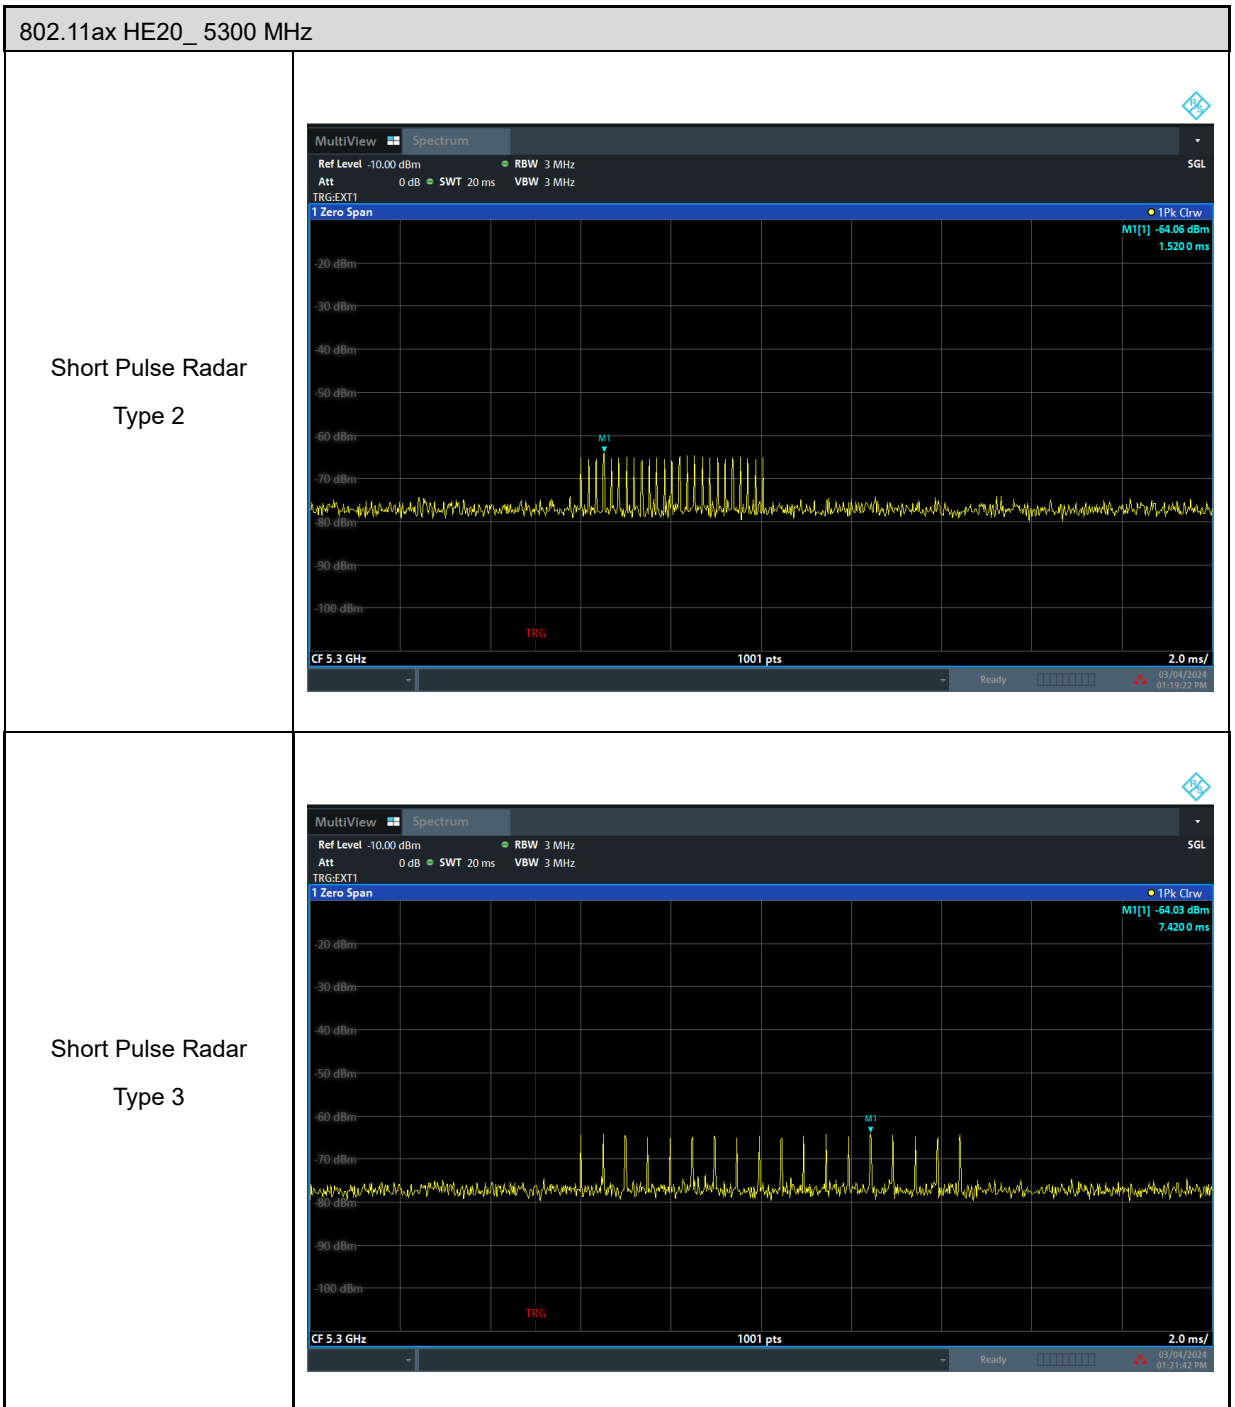 802.11ax HE20_ 5300 MHz
Short Pulse Radar
Type 2
R&S
MultiView Spectrum
Ref Level -10.00 dBm RBW 3 MHz SGL
Att 0 dB SWT 20 ms VBW 3 MHz
TRG:EXT1
1 Zero Span 1Pk Clrw
M1[1] -64.06 dBm
1.520 0 ms
-20 dBm
-30 dBm
-40 dBm
-50 dBm
-60 dBm
M1
-70 dBm
-80 dBm
-90 dBm
-100 dBm
TRG
CF 5.3 GHz 1001 pts 2.0 ms/
Ready 03/04/2024
01:19:22 PM
Short Pulse Radar
Type 3
R&S
MultiView Spectrum
Ref Level -10.00 dBm RBW 3 MHz SGL
Att 0 dB SWT 20 ms VBW 3 MHz
TRG:EXT1
1 Zero Span 1Pk Clrw
M1[1] -64.03 dBm
7.420 0 ms
-20 dBm
-30 dBm
-40 dBm
-50 dBm
-60 dBm
M1
-70 dBm
-80 dBm
-90 dBm
-100 dBm
TRG
CF 5.3 GHz 1001 pts 2.0 ms/
Ready 03/04/2024
01:21:42 PM